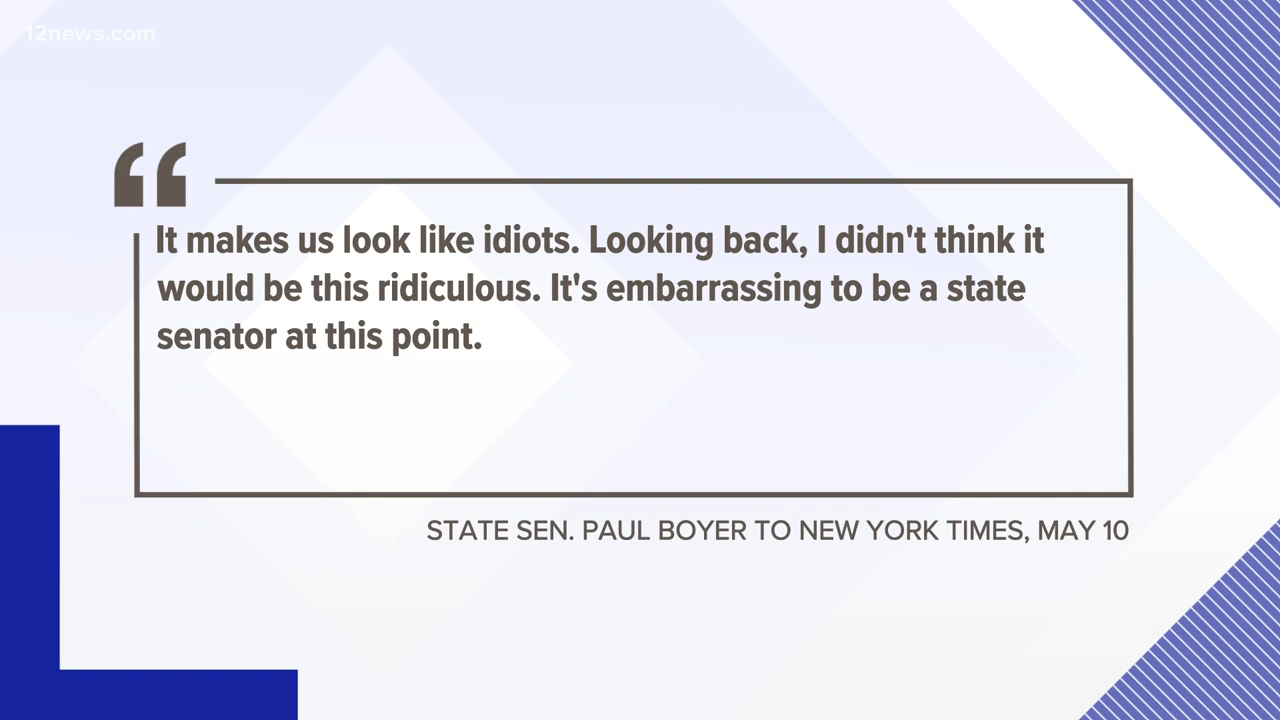 12news.com
“
It makes us look like idiots. Looking back, I didn't think it
would be this ridiculous. It's embarrassing to be a state
senator at this point.
STATE SEN. PAUL BOYER TO NEW YORK TIMES, MAY 10